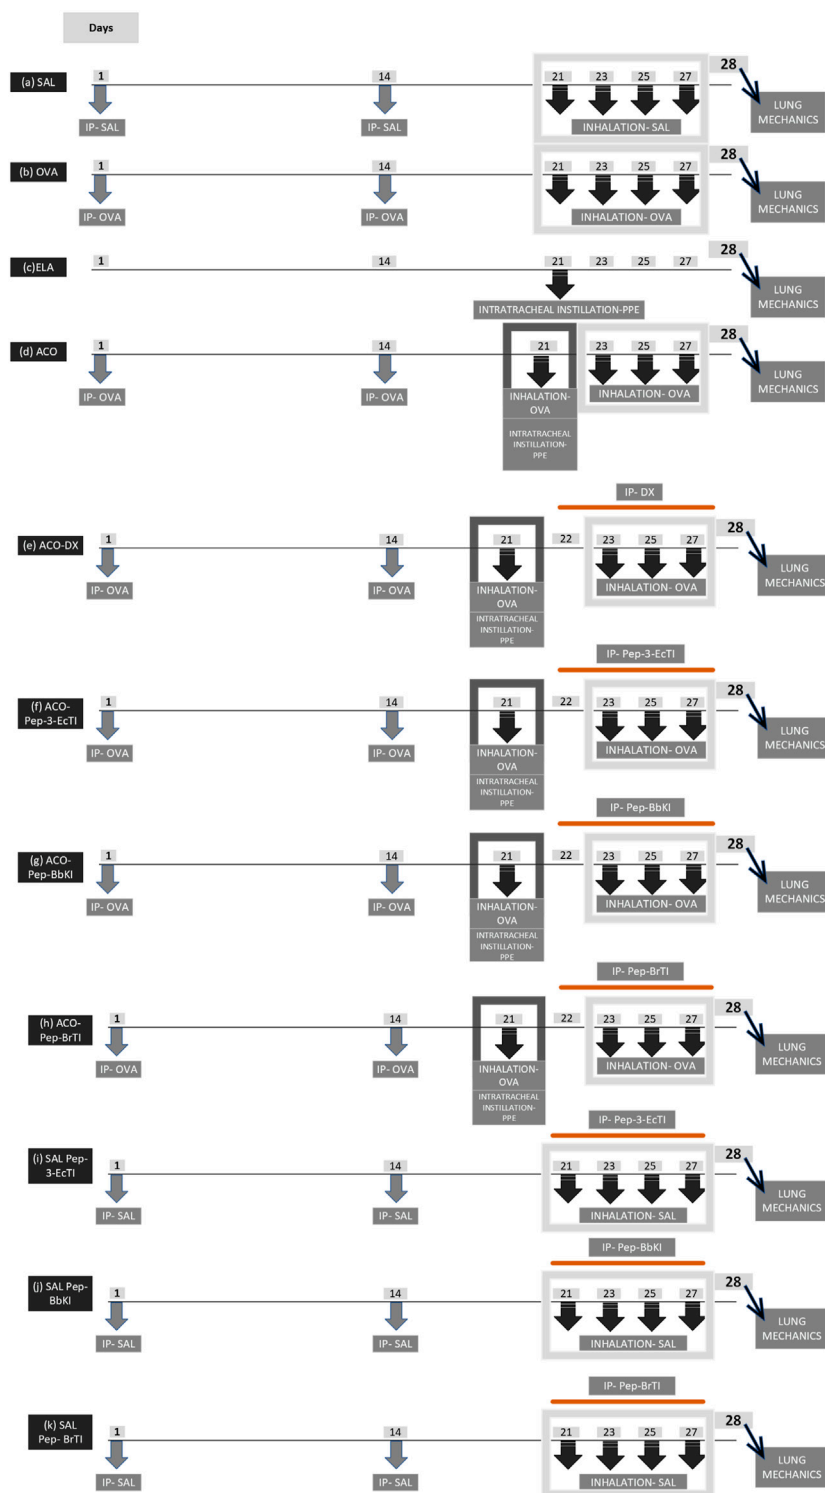 Days
(a) SAL
1
14
21 23 25 27
28
IP- SAL
IP- SAL
INHALATION- SAL
LUNG
MECHANICS
(b) OVA
1
14
21 23 25 27
28
IP- OVA
IP- OVA
INHALATION- OVA
LUNG
MECHANICS
(c)ELA
1
14
21 23 25 27
28
INTRATRACHEAL INSTILLATION-PPE
LUNG
MECHANICS
(d) ACO
1
14
21 23 25 27
28
IP- OVA
IP- OVA
INHALATION-
OVA
INTRATRACHEAL
INSTILLATION-
PPE
INHALATION- OVA
LUNG
MECHANICS
IP- DX
(e) ACO-DX
1
14
21 22 23 25 27
28
IP- OVA
IP- OVA
INHALATION-
OVA
INTRATRACHEAL
INSTILLATION-
PPE
INHALATION- OVA
LUNG
MECHANICS
IP- Pep-3-EcTI
(f) ACO-
Pep-3-EcTI
1
14
21 22 23 25 27
28
IP- OVA
IP- OVA
INHALATION-
OVA
INTRATRACHEAL
INSTILLATION-
PPE
INHALATION- OVA
LUNG
MECHANICS
IP- Pep-BbKI
(g) ACO-
Pep-BbKI
1
14
21 22 23 25 27
28
IP- OVA
IP- OVA
INHALATION-
OVA
INTRATRACHEAL
INSTILLATION-
PPE
INHALATION- OVA
LUNG
MECHANICS
IP- Pep-BrTI
(h) ACO-
Pep-BrTI
1
14
21 22 23 25 27
28
IP- OVA
IP- OVA
INHALATION-
OVA
INTRATRACHEAL
INSTILLATION-
PPE
INHALATION- OVA
LUNG
MECHANICS
IP- Pep-3-EcTI
(i) SAL Pep-
3-EcTI
1
14
21 23 25 27
28
IP- SAL
IP- SAL
INHALATION- SAL
LUNG
MECHANICS
IP- Pep-BbKI
(j) SAL Pep-
BbKI
1
14
21 23 25 27
28
IP- SAL
IP- SAL
INHALATION- SAL
LUNG
MECHANICS
IP- Pep-BrTI
(k) SAL
Pep- BrTI
1
14
21 23 25 27
28
IP- SAL
IP- SAL
INHALATION- SAL
LUNG
MECHANICS